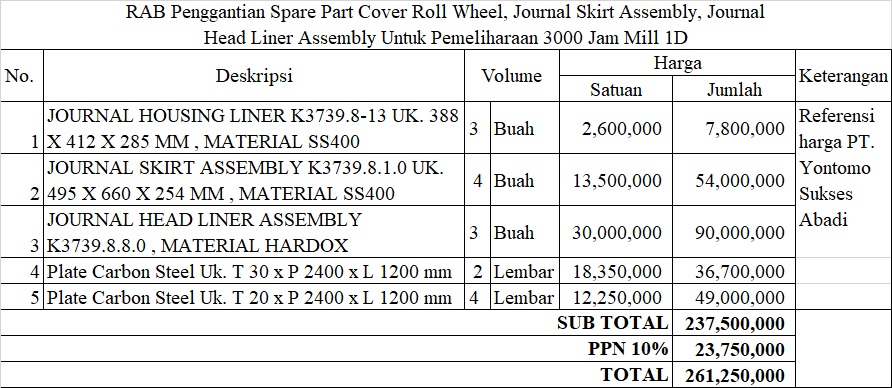 RAB Penggantian Spare Part Cover Roll Wheel, Journal Skirt Assembly, Journal
Head Liner Assembly Untuk Pemeliharaan 3000 Jam Mill 1D
No. Deskripsi Volume Harga Keterangan
Satuan Jumlah
JOURNAL HOUSING LINER K3739.8-13 UK. 388
1 X 412 X 285 MM , MATERIAL SS400 3 Buah 2,600,000 7,800,000
JOURNAL SKIRT ASSEMBLY K3739.8.1.0 UK.
2 495 X 660 X 254 MM , MATERIAL SS400 4 Buah 13,500,000 54,000,000
JOURNAL HEAD LINER ASSEMBLY
3 K3739.8.8.0 , MATERIAL HARDOX 3 Buah 30,000,000 90,000,000
4 Plate Carbon Steel Uk. T 30 x P 2400 x L 1200 mm 2 Lembar 18,350,000 36,700,000
5 Plate Carbon Steel Uk. T 20 x P 2400 x L 1200 mm 4 Lembar 12,250,000 49,000,000
Referensi
harga PT.
Yontomo
Sukses
Abadi
SUB TOTAL 237,500,000
PPN 10% 23,750,000
TOTAL 261,250,000